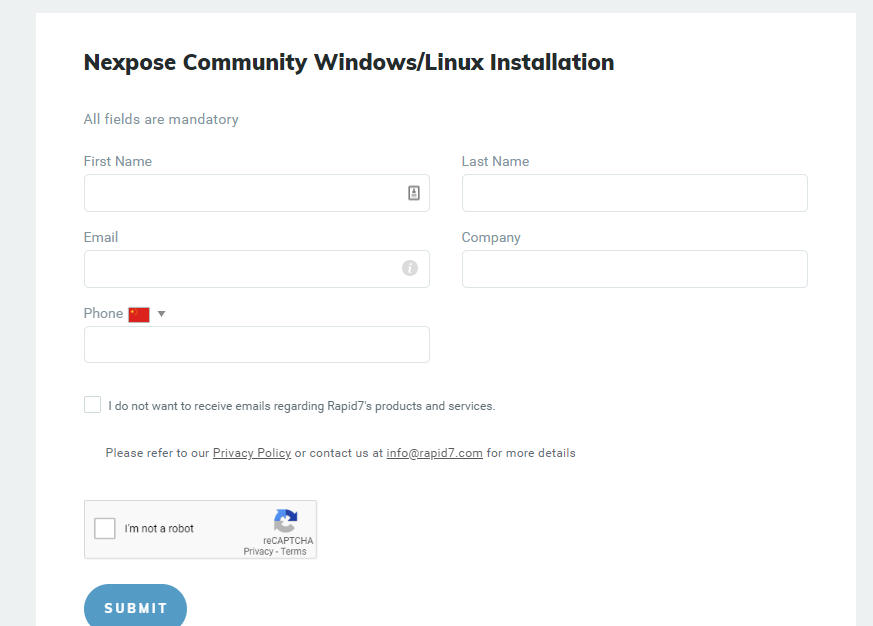 Nexpose Community Windows/Linux Installation
All fields are mandatory
First Name
Last Name
Email
Company
Phone
I do not want to receive emails regarding Rapid7's products and services.
Please refer to our Privacy Policy or contact us at info@rapid7.com for more details
I'm not a robot
reCAPTCHA
Privacy - Terms
SUBMIT